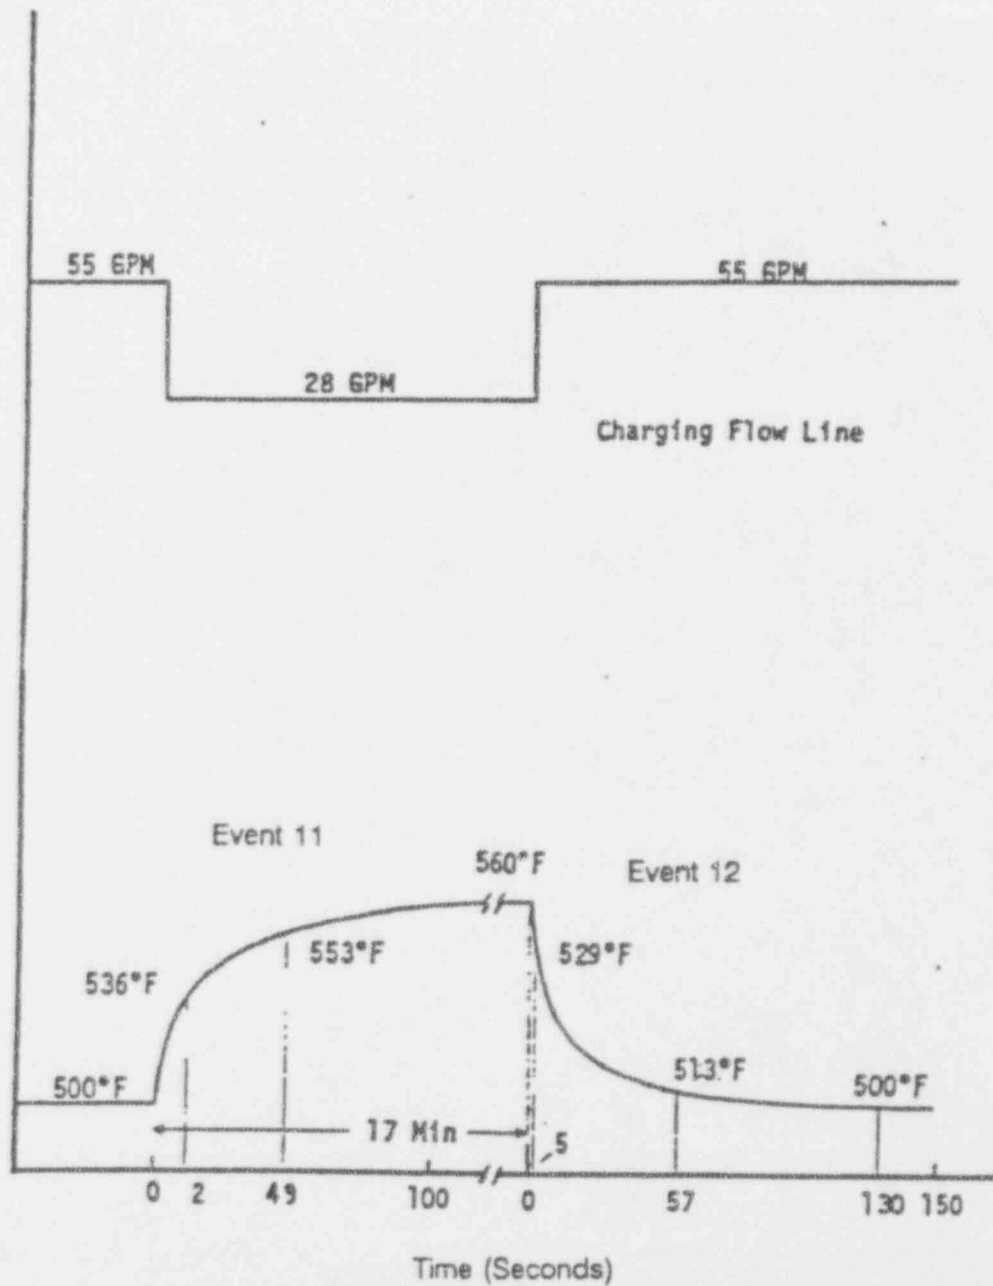 55 GPM
55 GPM
28 GPM
Charging Flow Line
Event 11
560°F
Event 12
536°F
553°F
529°F
500°F
513°F
500°F
17 Min
5
0 2 49 100 0 57 130 150
Time (Seconds)